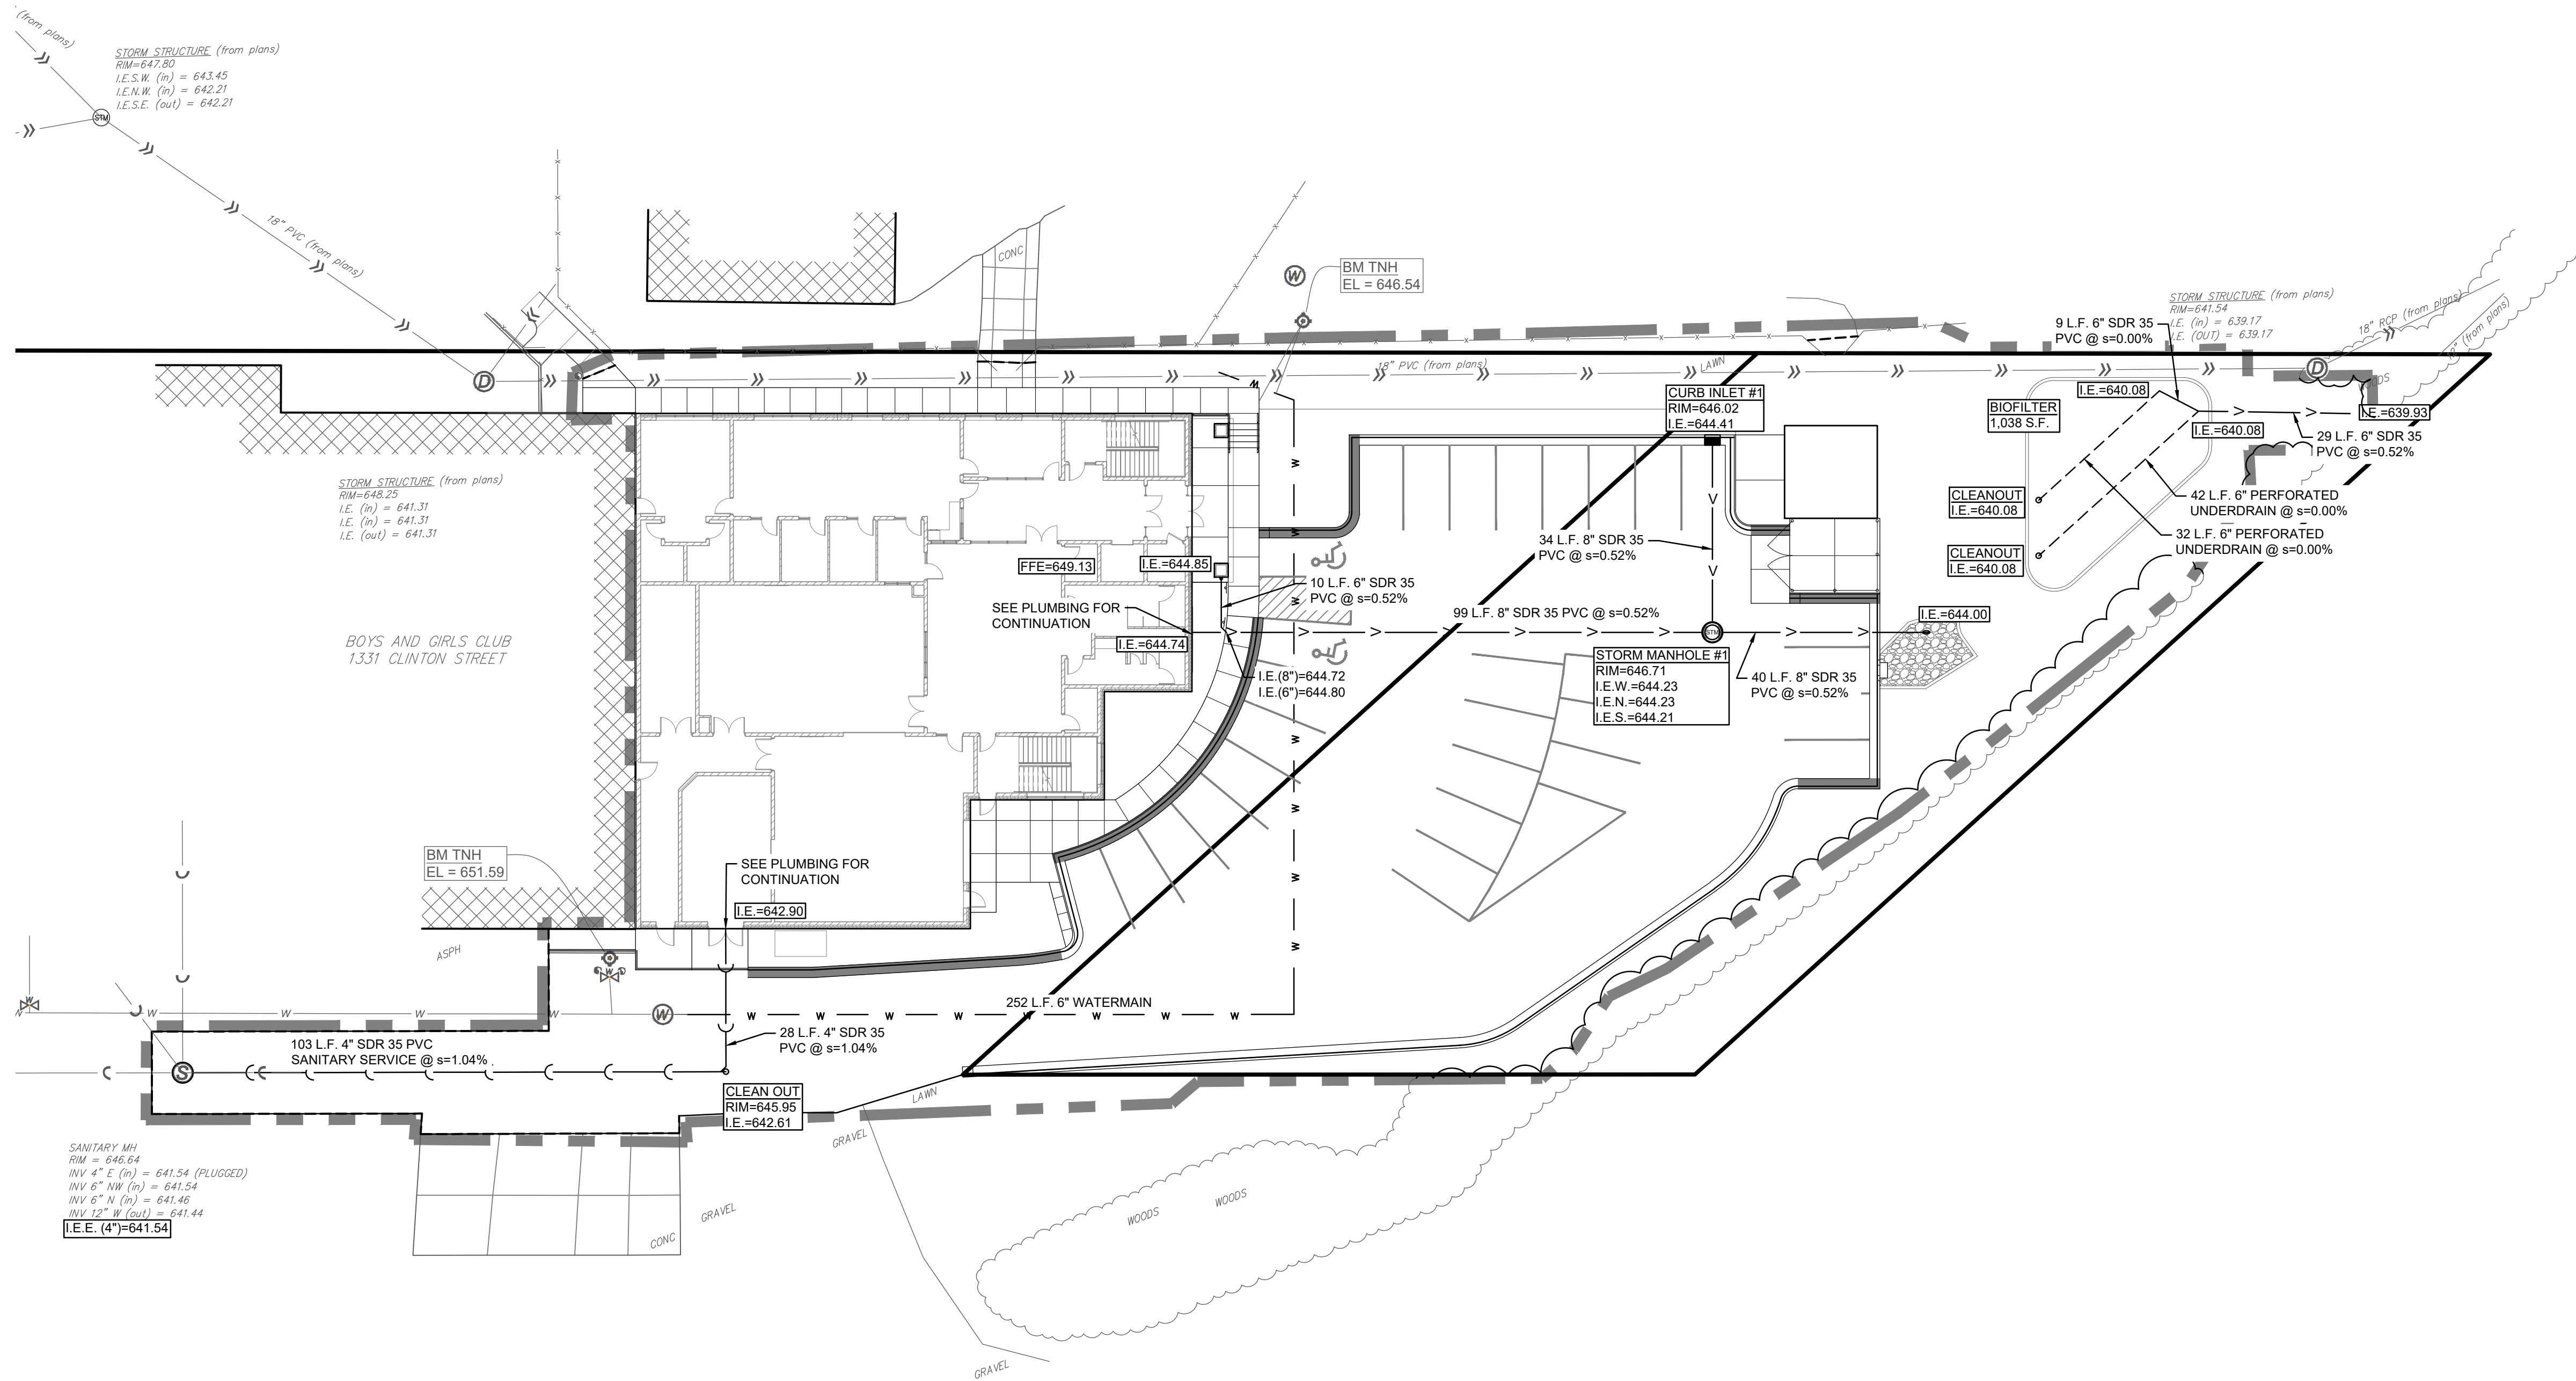 (from plans)
STORM STRUCTURE (from plans)
RIM=647.80
I.E.S.W. (in) = 643.45
I.E.N.W. (in) = 642.21
I.E.S.E. (out) = 642.21
STM
18" PVC (from plans)
CONC
BM TNH
EL = 646.54
W
D
18" PVC (from plans)
LAWN
STORM STRUCTURE (from plans)
RIM=641.54
I.E. (in) = 639.17
I.E. (OUT) = 639.17
18" RCP (from plans)
(from plans)
9 L.F. 6" SDR 35
PVC @ s=0.00%
D
CURB INLET #1
RIM=646.02
I.E.=644.41
BIOFILTER
1,038 S.F.
I.E.=640.08
I.E.=640.08
I.E.=639.93
29 L.F. 6" SDR 35
PVC @ s=0.52%
CLEANOUT
I.E.=640.08
CLEANOUT
I.E.=640.08
42 L.F. 6" PERFORATED
UNDERDRAIN @ s=0.00%
32 L.F. 6" PERFORATED
UNDERDRAIN @ s=0.00%
STORM STRUCTURE (from plans)
RIM=648.25
I.E. (in) = 641.31
I.E. (in) = 641.31
I.E. (out) = 641.31
FFE=649.13
I.E.=644.85
34 L.F. 8" SDR 35
PVC @ s=0.52%
10 L.F. 6" SDR 35
PVC @ s=0.52%
SEE PLUMBING FOR
CONTINUATION
99 L.F. 8" SDR 35 PVC @ s=0.52%
I.E.=644.00
I.E.=644.74
STM
BOYS AND GIRLS CLUB
1331 CLINTON STREET
I.E.(8")=644.72
I.E.(6")=644.80
STORM MANHOLE #1
RIM=646.71
I.E.W.=644.23
I.E.N.=644.23
I.E.S.=644.21
40 L.F. 8" SDR 35
PVC @ s=0.52%
BM TNH
EL = 651.59
SEE PLUMBING FOR
CONTINUATION
I.E.=642.90
ASPH
W
252 L.F. 6" WATERMAIN
28 L.F. 4" SDR 35
PVC @ s=1.04%
103 L.F. 4" SDR 35 PVC
SANITARY SERVICE @ s=1.04%
S
CLEAN OUT
RIM=645.95
I.E.=642.61
LAWN
GRAVEL
SANITARY MH
RIM = 646.64
INV 4" E (in) = 641.54 (PLUGGED)
INV 6" NW (in) = 641.54
INV 6" N (in) = 641.46
INV 12" W (out) = 641.44
I.E.E. (4")=641.54
GRAVEL
CONC
WOODS
WOODS
GRAVEL